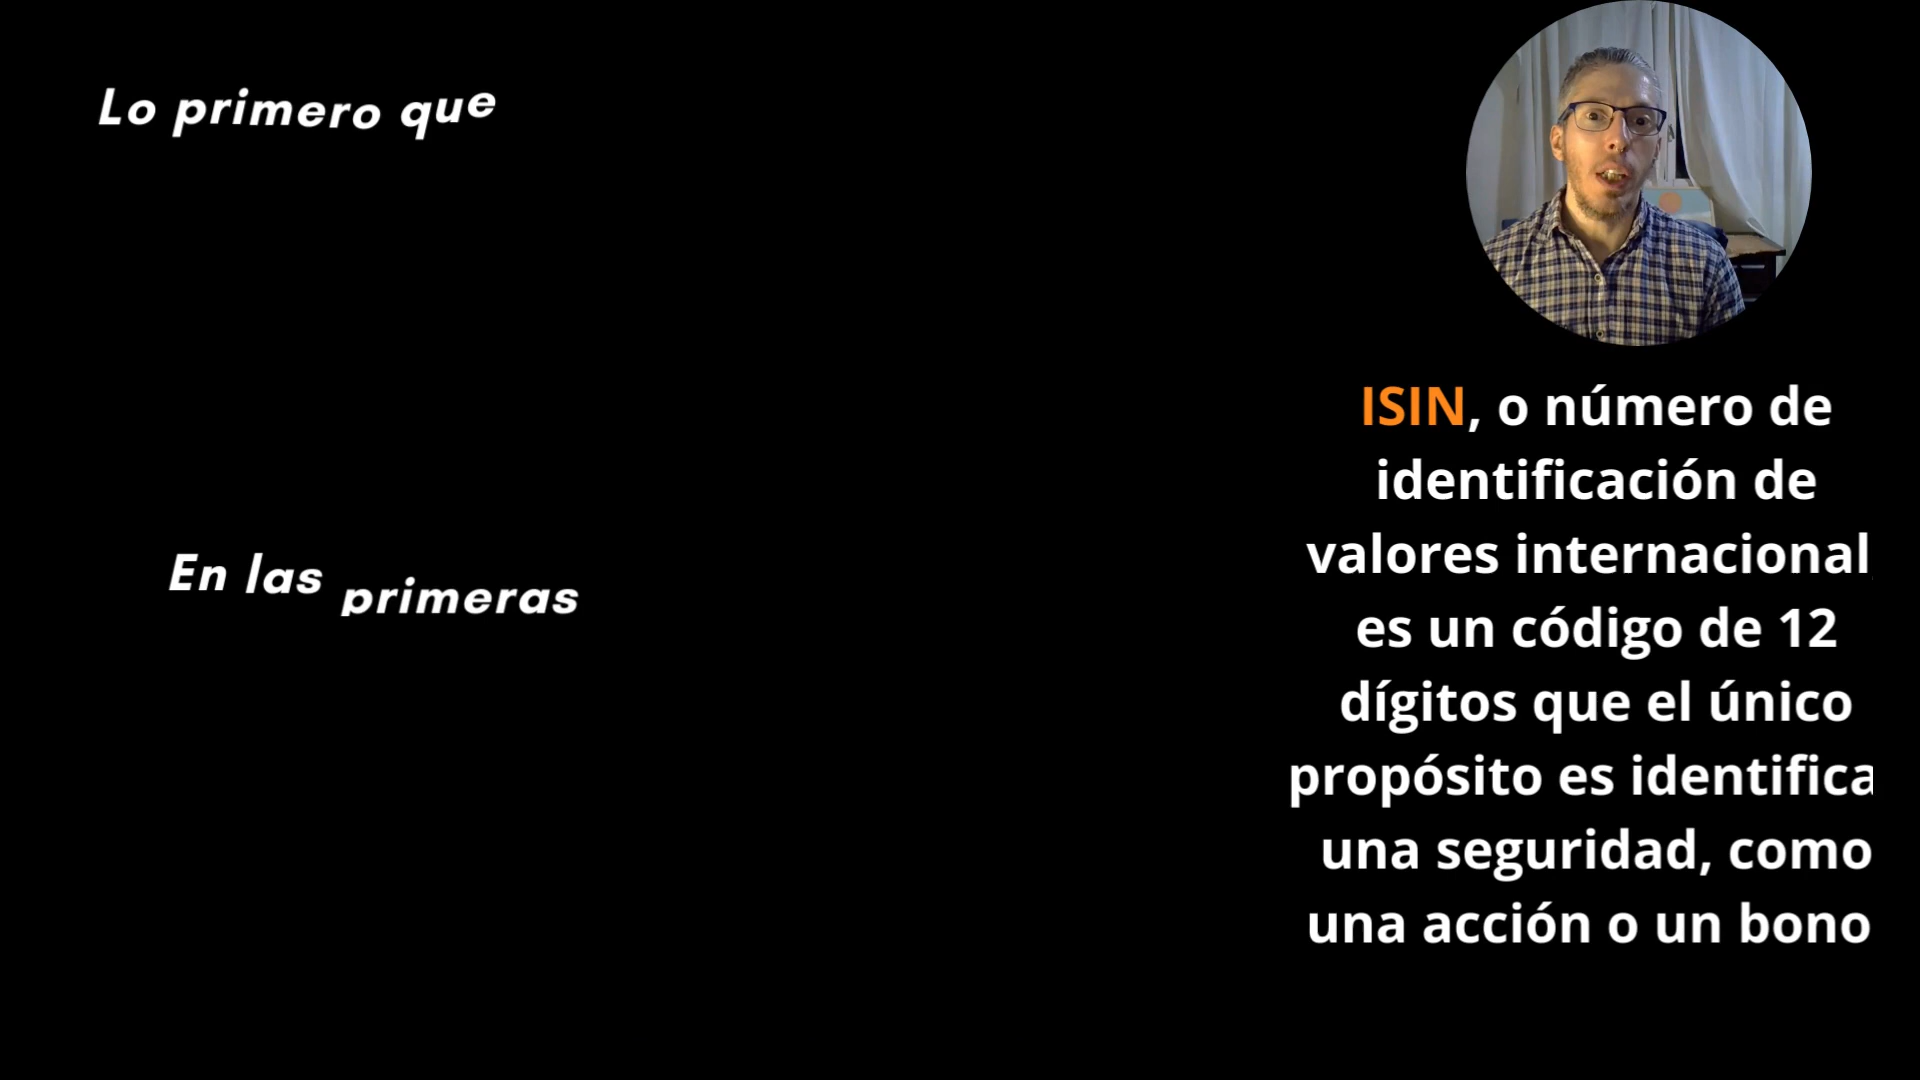 Lo primero que
En las primeras
ISIN, o número de
identificación de
valores internacional,
es un código de 12
dígitos que el único
propósito es identifica
una seguridad, como
una acción o un bono